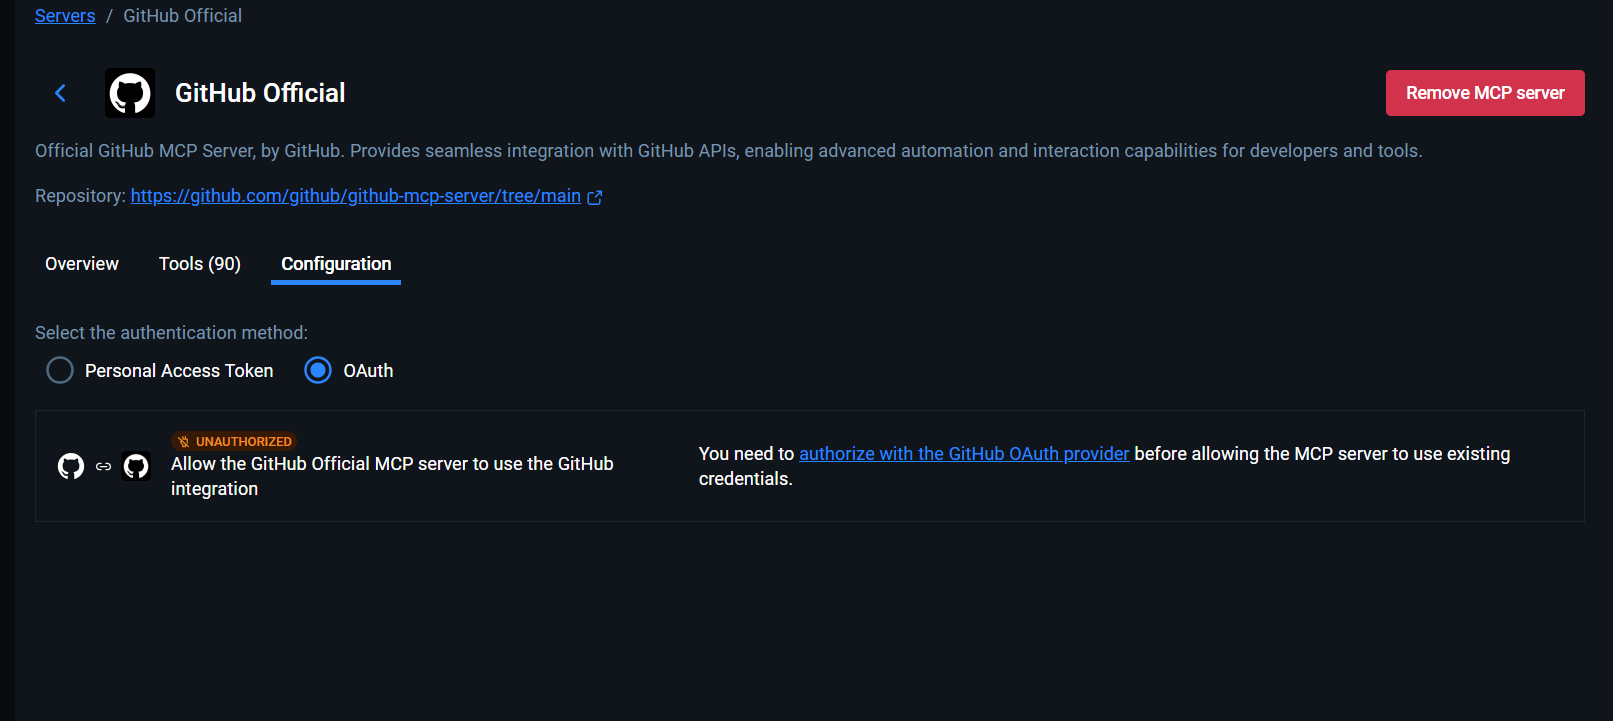 Servers / GitHub Official
GitHub Official
Remove MCP server
Official GitHub MCP Server, by GitHub. Provides seamless integration with GitHub APIs, enabling advanced automation and interaction capabilities for developers and tools.
Repository: https://github.com/github/github-mcp-server/tree/main
Overview Tools (90) Configuration
Select the authentication method:
Personal Access Token OAuth
UNAUTHORIZED
Allow the GitHub Official MCP server to use the GitHub
integration
You need to authorize with the GitHub OAuth provider before allowing the MCP server to use existing
credentials.